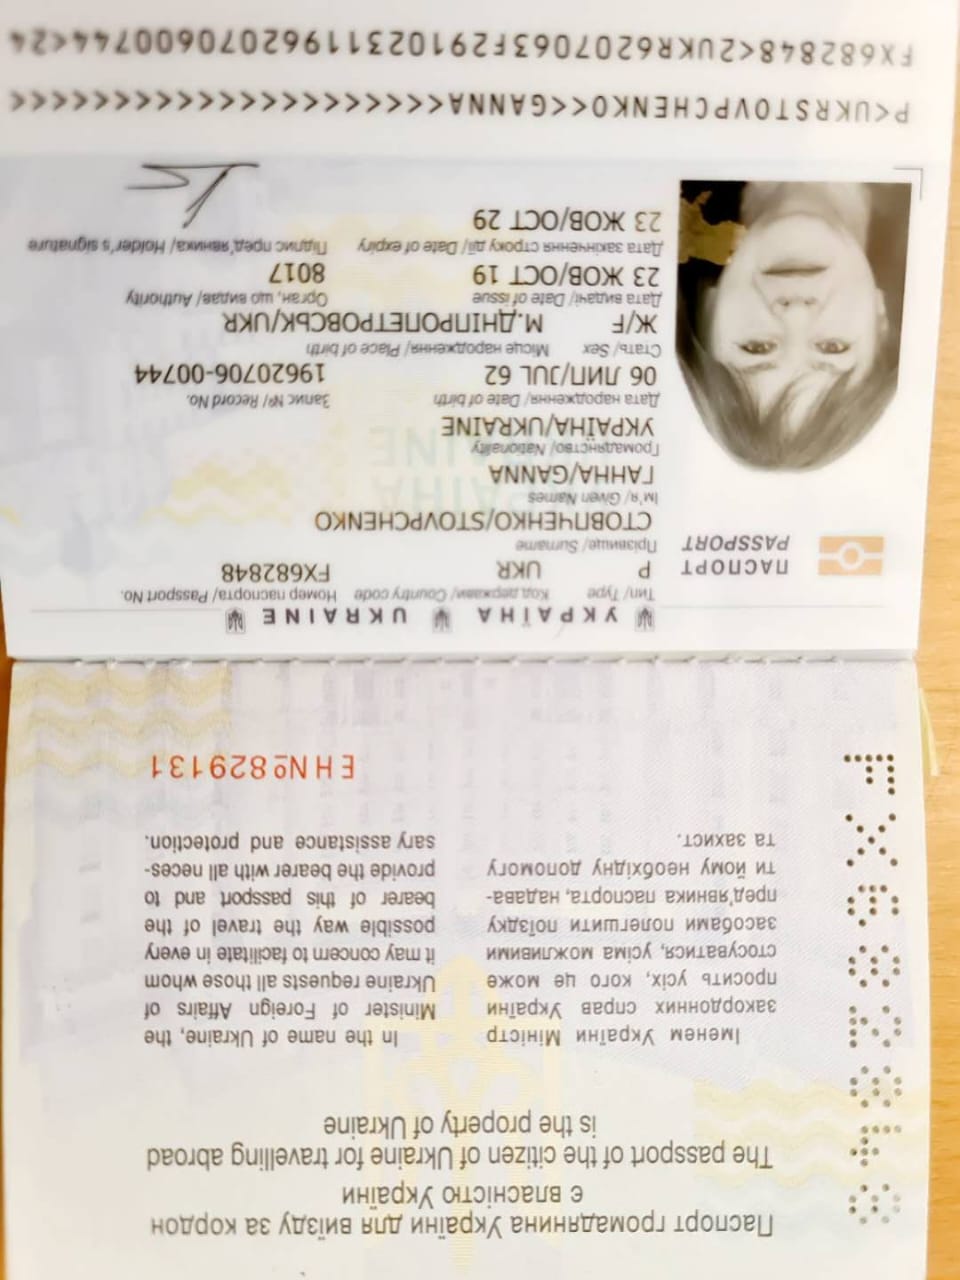 Паспорт громадянина України для виїзду за кордон
є власністю України
The passport of the citizen of Ukraine for travelling abroad
is the property of Ukraine
Іменем України Міністр
закордонних справ України
просить усіх, кого це може
стосуватися, усіма можливими
засобами полегшити поїздку
пред'явника паспорта, надава-
ти йому необхідну допомогу
та захист.
In the name of Ukraine, the
Minister of Foreign Affairs of
Ukraine requests all those whom
it may concern to facilitate in every
possible way the travel of the
bearer of this passport and to
provide the bearer with all neces-
sary assistance and protection.
FX682848
ЕН№829131
УКРАЇНА UKRAINE
ПАСПОРТ
PASSPORT
Тип/ Type Код держави/ Country code Номер паспорта/ Passport No.
P UKR FX682848
Прізвище/ Surname
СТОВПЧЕНКО/STOVPCHENKO
Ім'я/ Given Names
ГАННА/GANNA
Громадянство/ Nationality
УКРАЇНА/UKRAINE
Дата народження/ Date of birth Запис №/ Record No.
06 ЛИП/JUL 62 19620706-00744
Стать/ Sex Місце народження/ Place of birth
Ж/F М.ДНІПРОПЕТРОВСЬК/UKR
Дата видачі/ Date of issue Орган, що видав/ Authority
23 ЖОВ/OCT 19 8017
Дата закінчення строку дії/ Date of expiry Підпис пред'явника/ Holder's signature
23 ЖОВ/OCT 29
P<UKRSTOVPCHENKO<<GANNA<<<<<<<<<<<<<<<<<<<<<
FX682848<2UKR6207063F29102311962070600744<24